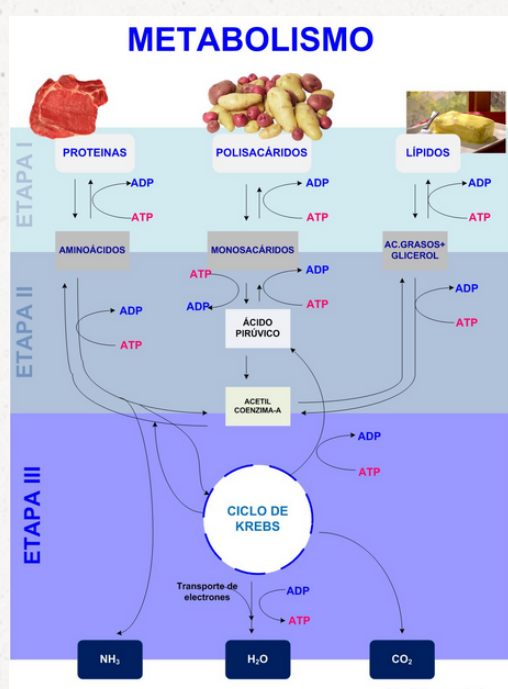 METABOLISMO
ETAPA I
PROTEINAS
POLISACÁRIDOS
LÍPIDOS
ADP
ADP
ADP
ATP
ATP
ATP
AMINOÁCIDOS
MONOSACÁRIDOS
AC.GRASOS+
GLICEROL
ETAPA II
ATP
ADP
ADP
ADP
ADP
ATP
ATP
ATP
ÁCIDO
PIRÚVICO
ACETIL
COENZIMA-A
ETAPA III
ADP
ATP
CICLO DE
KREBS
Transporte de
electrones
ADP
ATP
NH₃
H₂O
CO₂